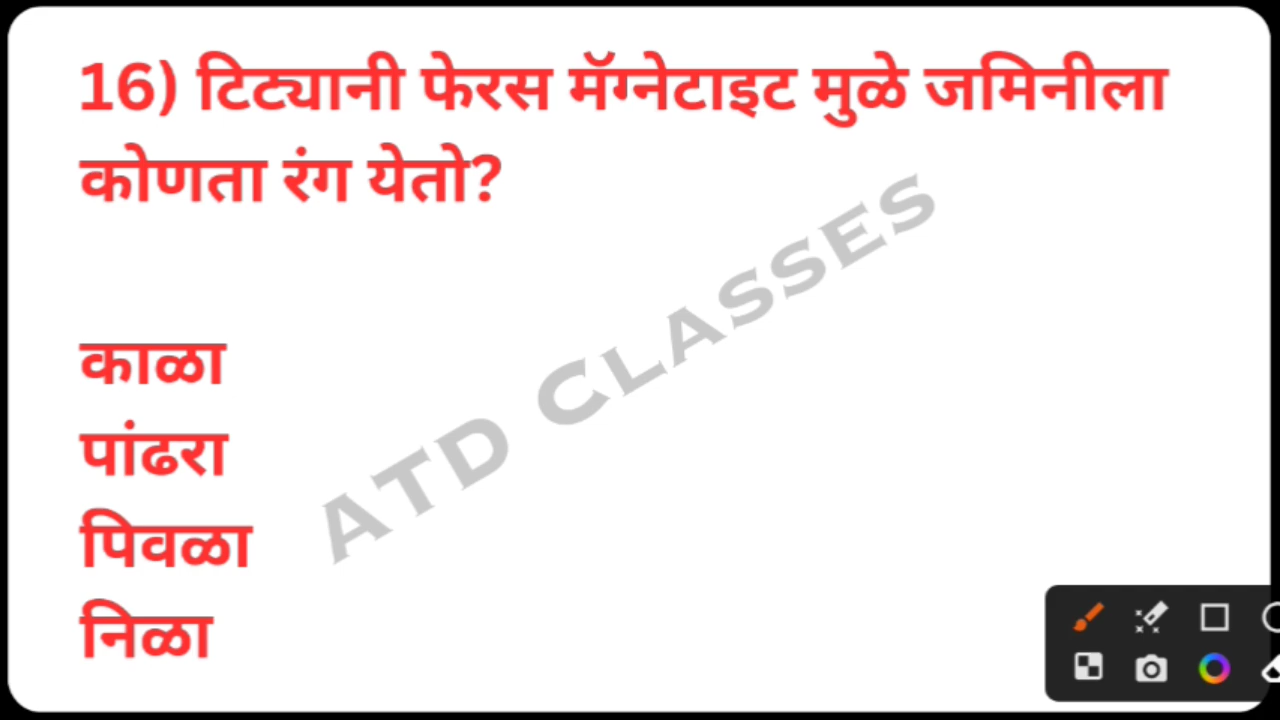 16) टिट्यानी फेरस मॅग्नेटाइट मुळे जमिनीला
कोणता रंग येतो?
काळा
पांढरा
पिवळा
निळा
ATD CLASSES